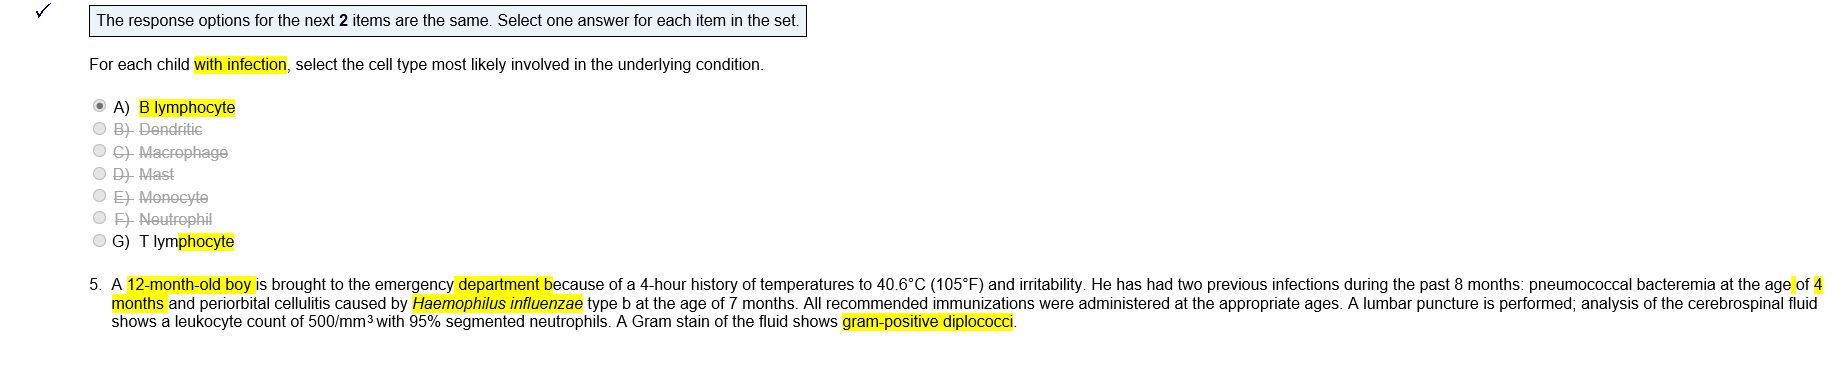 The response options for the next 2 items are the same. Select one answer for each item in the set.
For each child with infection, select the cell type most likely involved in the underlying condition.
A) B lymphocyte
B) Dendritic
C) Macrophage
D) Mast
E) Monocyte
F) Neutrophil
G) T lymphocyte
5. A 12-month-old boy is brought to the emergency department because of a 4-hour history of temperatures to 40.6°C (105°F) and irritability. He has had two previous infections during the past 8 months: pneumococcal bacteremia at the age of 4
months and periorbital cellulitis caused by Haemophilus influenzae type b at the age of 7 months. All recommended immunizations were administered at the appropriate ages. A lumbar puncture is performed; analysis of the cerebrospinal fluid
shows a leukocyte count of 500/mm³ with 95% segmented neutrophils. A Gram stain of the fluid shows gram-positive diplococci.